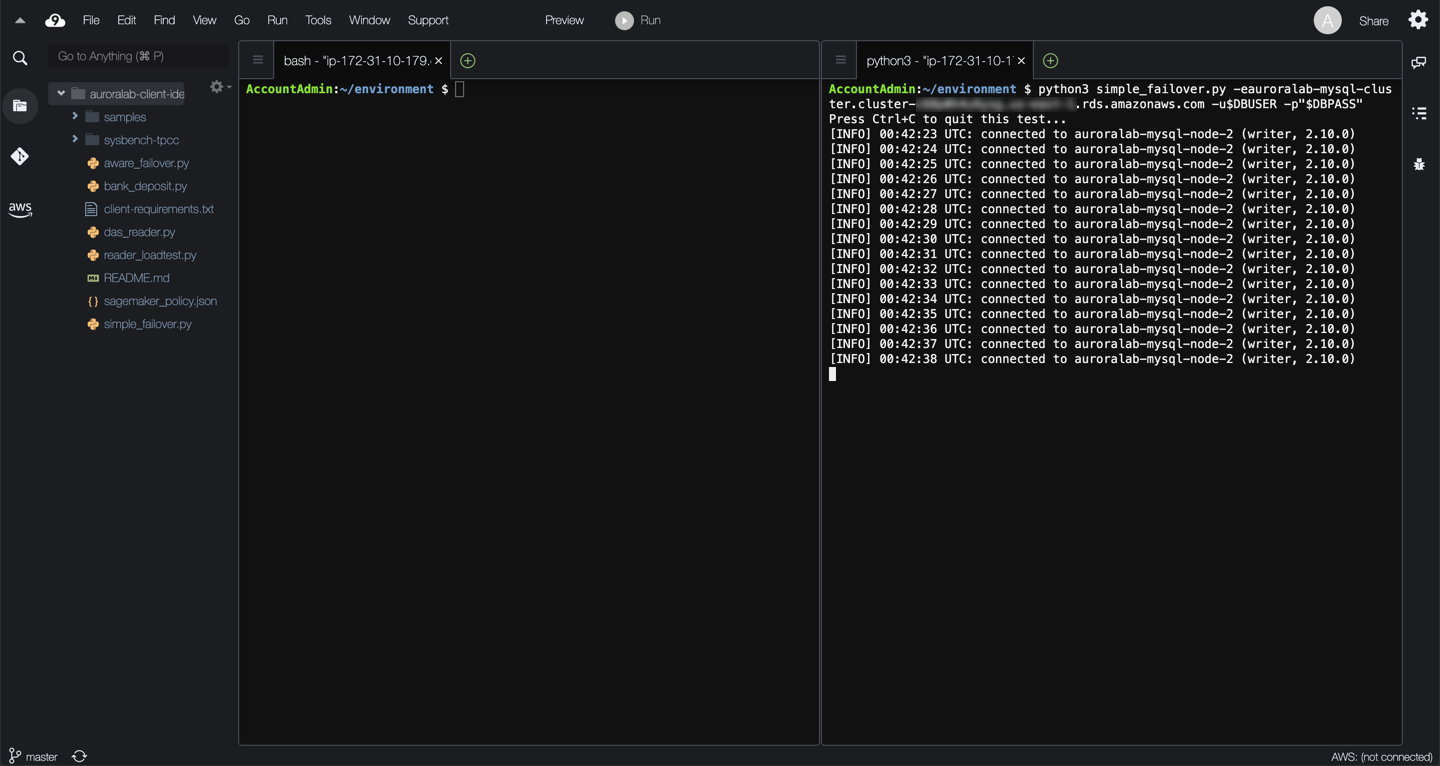 9 File Edit Find View Go Run Tools Window Support Preview Run A Share
Go to Anything (⌘ P)
auroralab-client-ide
samples
sysbench-tpcc
aware_failover.py
bank_deposit.py
client-requirements.txt
das_reader.py
reader_loadtest.py
README.md
sagemaker_policy.json
simple_failover.py
aws
bash - "ip-172-31-10-179.
AccountAdmin:~/environment $
python3 - "ip-172-31-10-1
AccountAdmin:~/environment $ python3 simple_failover.py -eauroralab-mysql-clus
ter.cluster- .rds.amazonaws.com -u$DBUSER -p"$DBPASS"
Press Ctrl+C to quit this test...
[INFO] 00:42:23 UTC: connected to auroralab-mysql-node-2 (writer, 2.10.0)
[INFO] 00:42:24 UTC: connected to auroralab-mysql-node-2 (writer, 2.10.0)
[INFO] 00:42:25 UTC: connected to auroralab-mysql-node-2 (writer, 2.10.0)
[INFO] 00:42:26 UTC: connected to auroralab-mysql-node-2 (writer, 2.10.0)
[INFO] 00:42:27 UTC: connected to auroralab-mysql-node-2 (writer, 2.10.0)
[INFO] 00:42:28 UTC: connected to auroralab-mysql-node-2 (writer, 2.10.0)
[INFO] 00:42:29 UTC: connected to auroralab-mysql-node-2 (writer, 2.10.0)
[INFO] 00:42:30 UTC: connected to auroralab-mysql-node-2 (writer, 2.10.0)
[INFO] 00:42:31 UTC: connected to auroralab-mysql-node-2 (writer, 2.10.0)
[INFO] 00:42:32 UTC: connected to auroralab-mysql-node-2 (writer, 2.10.0)
[INFO] 00:42:33 UTC: connected to auroralab-mysql-node-2 (writer, 2.10.0)
[INFO] 00:42:34 UTC: connected to auroralab-mysql-node-2 (writer, 2.10.0)
[INFO] 00:42:35 UTC: connected to auroralab-mysql-node-2 (writer, 2.10.0)
[INFO] 00:42:36 UTC: connected to auroralab-mysql-node-2 (writer, 2.10.0)
[INFO] 00:42:37 UTC: connected to auroralab-mysql-node-2 (writer, 2.10.0)
[INFO] 00:42:38 UTC: connected to auroralab-mysql-node-2 (writer, 2.10.0)
master
AWS: (not connected)